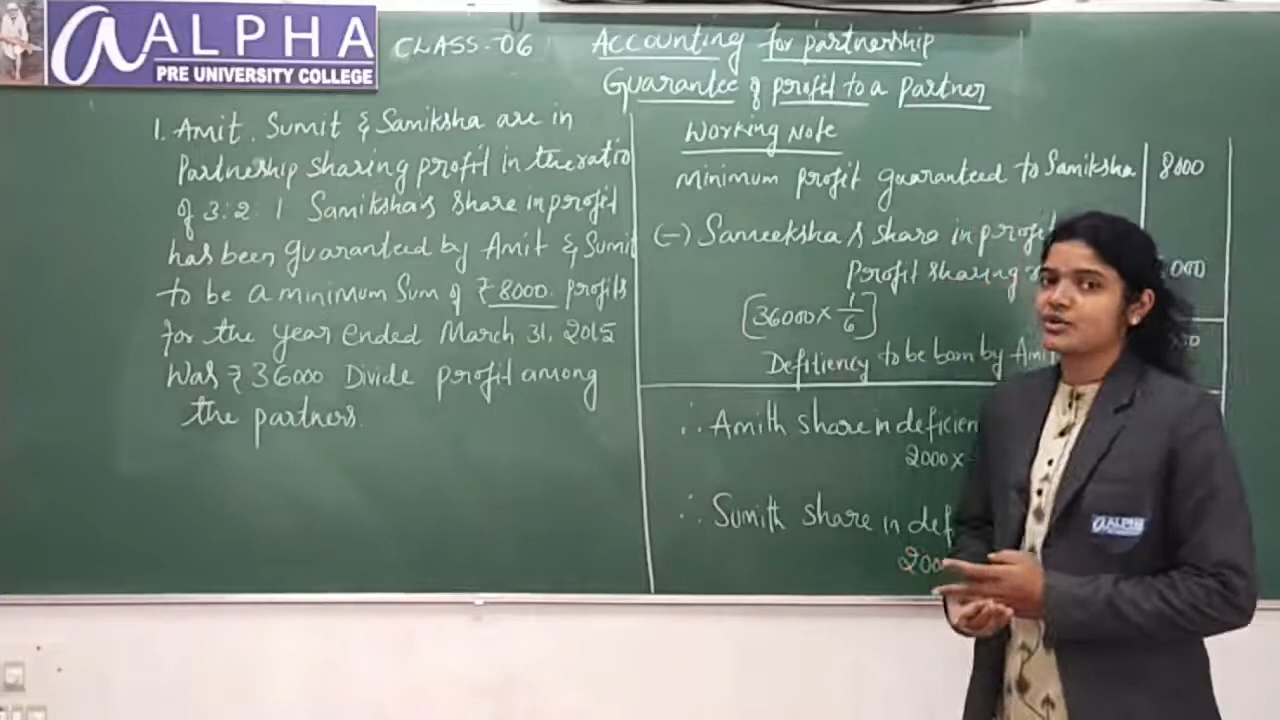 ALPHA
PRE UNIVERSITY COLLEGE
CLASS-06
Accounting for partnership
Guarantee of profit to a partner
1. Amit, Sumit & Samiksha are in
Partnership sharing profit in the ratio
of 3:2:1 Samiksha's share in profit
has been guaranteed by Amit & Sumit
to be a minimum Sum of ₹ 8000. profits
for the year ended March 31, 2015
Was ₹ 36000 Divide profit among
the partners.
Working Note
minimum profit guaranteed to Samiksha 8000
(-) Sameeksha's share in profit
Profit sharing
[36000 × 1/6]
Defitiency to be born by Amit
∴ Amith share in deficien
2000 ×
∴ Sumith share in def
200
ALPHA